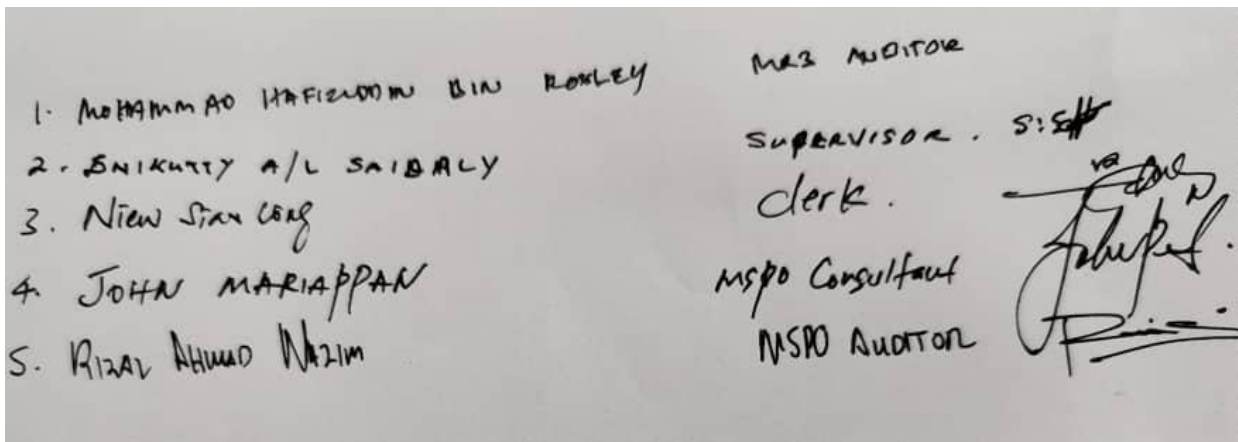 1. MOHAMMAD HAFIZUDDIN BIN ROSLEY MR3 AUDITOR
2. SNIKUTTY A/L SAIDALY SUPERVISOR.
3. Niew Sian Cong Clerk.
4. JOHN MARIAPPAN MSPO Consultant
5. RIZAL AHMAD NAZIM MSPO AUDITOR